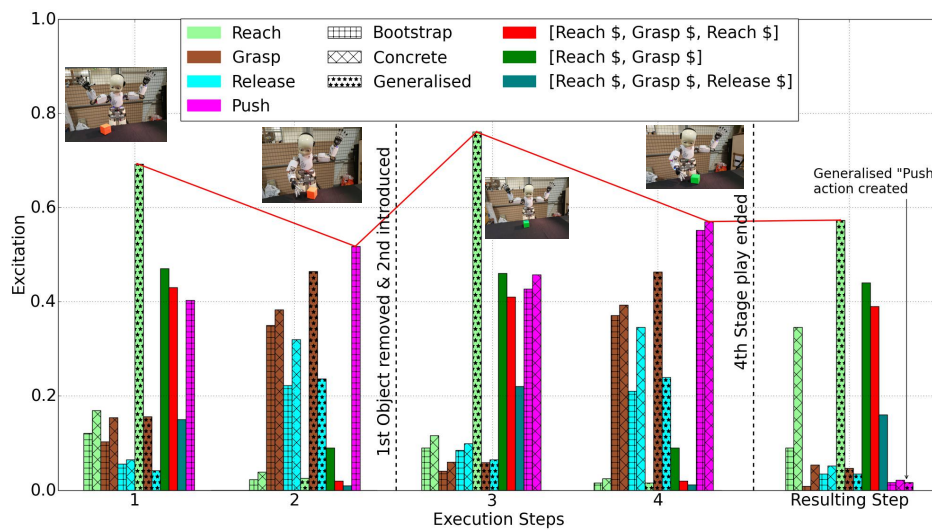 1.0
0.8
0.6
0.4
0.2
0.0
Excitation
Reach
Grasp
Release
Push
Bootstrap
Concrete
Generalised
[Reach $, Grasp $, Reach $]
[Reach $, Grasp $]
[Reach $, Grasp $, Release $]
1st Object removed & 2nd introduced
4th Stage play ended
Generalised "Push
action created
1
2
3
4
Resulting Step
Execution Steps